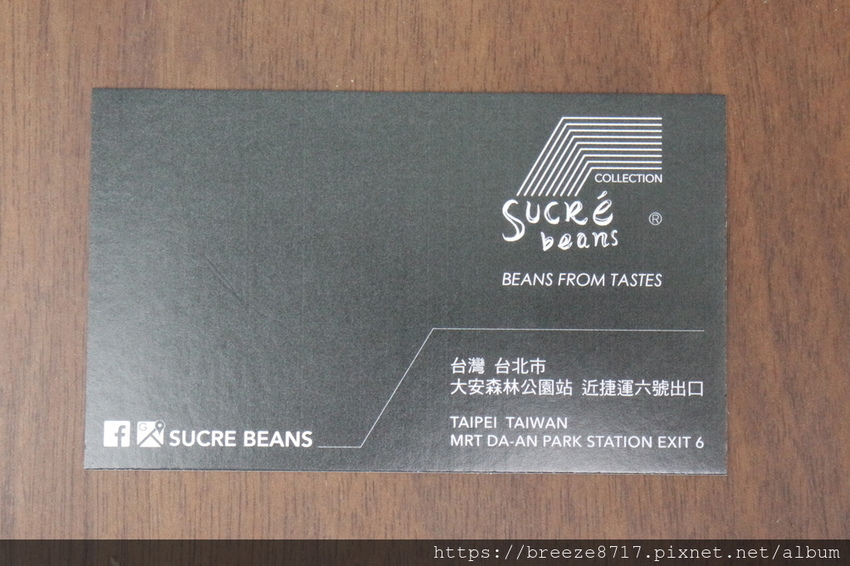 COLLECTION
Sucré
beans
®
BEANS FROM TASTES
台灣 台北市
大安森林公園站 近捷運六號出口
TAIPEI TAIWAN
MRT DA-AN PARK STATION EXIT 6
f G SUCRE BEANS
https://breeze8717.pixnet.net/album